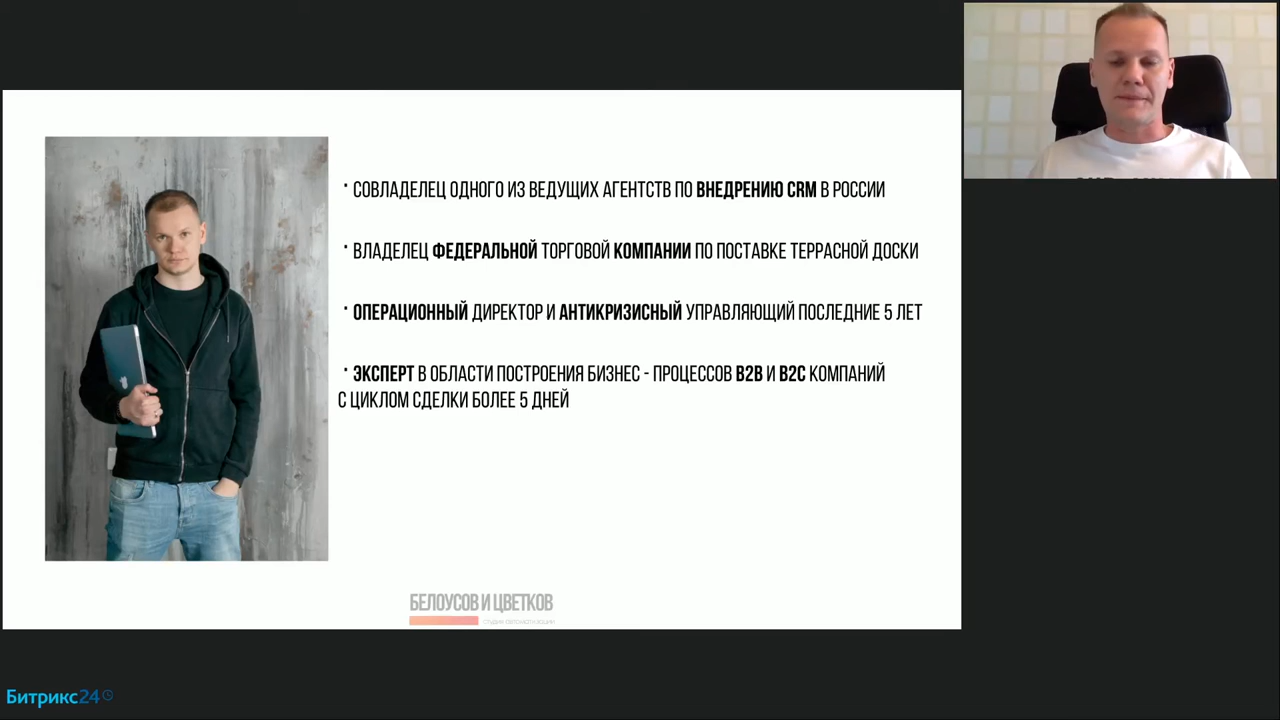 · СОВЛАДЕЛЕЦ ОДНОГО ИЗ ВЕДУЩИХ АГЕНТСТВ ПО ВНЕДРЕНИЮ CRM В РОССИИ
· ВЛАДЕЛЕЦ ФЕДЕРАЛЬНОЙ ТОРГОВОЙ КОМПАНИИ ПО ПОСТАВКЕ ТЕРРАСНОЙ ДОСКИ
· ОПЕРАЦИОННЫЙ ДИРЕКТОР И АНТИКРИЗИСНЫЙ УПРАВЛЯЮЩИЙ ПОСЛЕДНИЕ 5 ЛЕТ
· ЭКСПЕРТ В ОБЛАСТИ ПОСТРОЕНИЯ БИЗНЕС - ПРОЦЕССОВ B2B И B2C КОМПАНИЙ
С ЦИКЛОМ СДЕЛКИ БОЛЕЕ 5 ДНЕЙ
БЕЛОУСОВ И ЦВЕТКОВ
студия автоматизации
Битрикс24